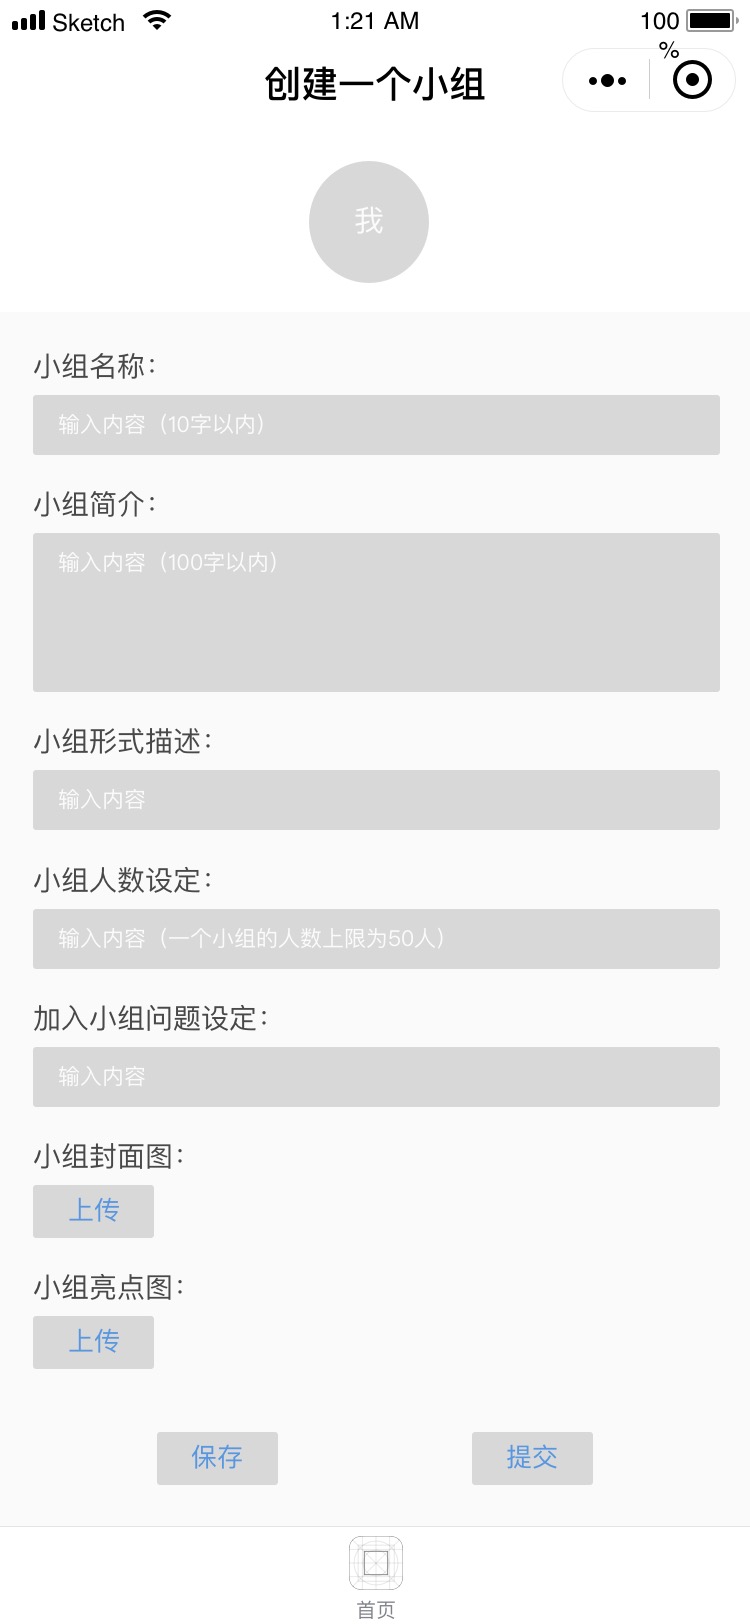 Sketch 1:21 AM 100
%
创建一个小组
我
小组名称：
输入内容（10字以内）
小组简介：
输入内容（100字以内）
小组形式描述：
输入内容
小组人数设定：
输入内容（一个小组的人数上限为50人）
加入小组问题设定：
输入内容
小组封面图：
上传
小组亮点图：
上传
保存 提交
首页